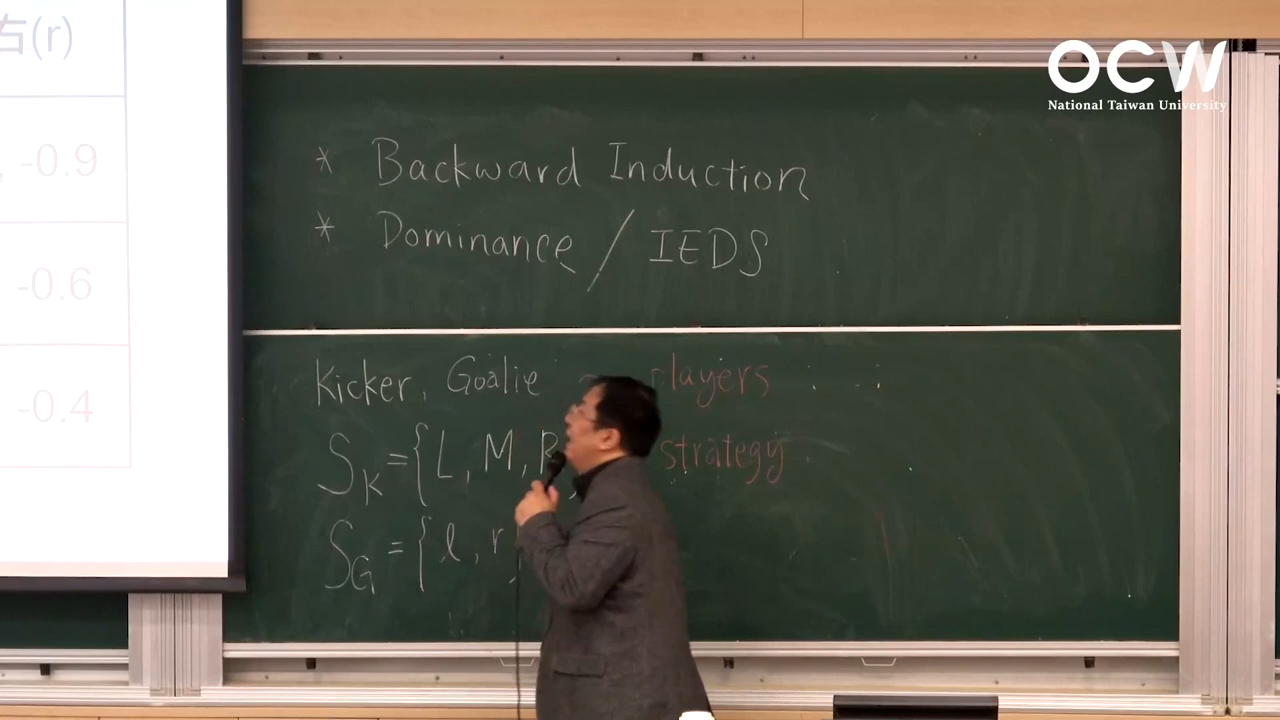 右(r)
-0.9
-0.6
-0.4
OCW
National Taiwan University
* Backward Induction
* Dominance / IEDS
Kicker, Goalie
S_K = { L, M, R
strategy
S_G = { l, r